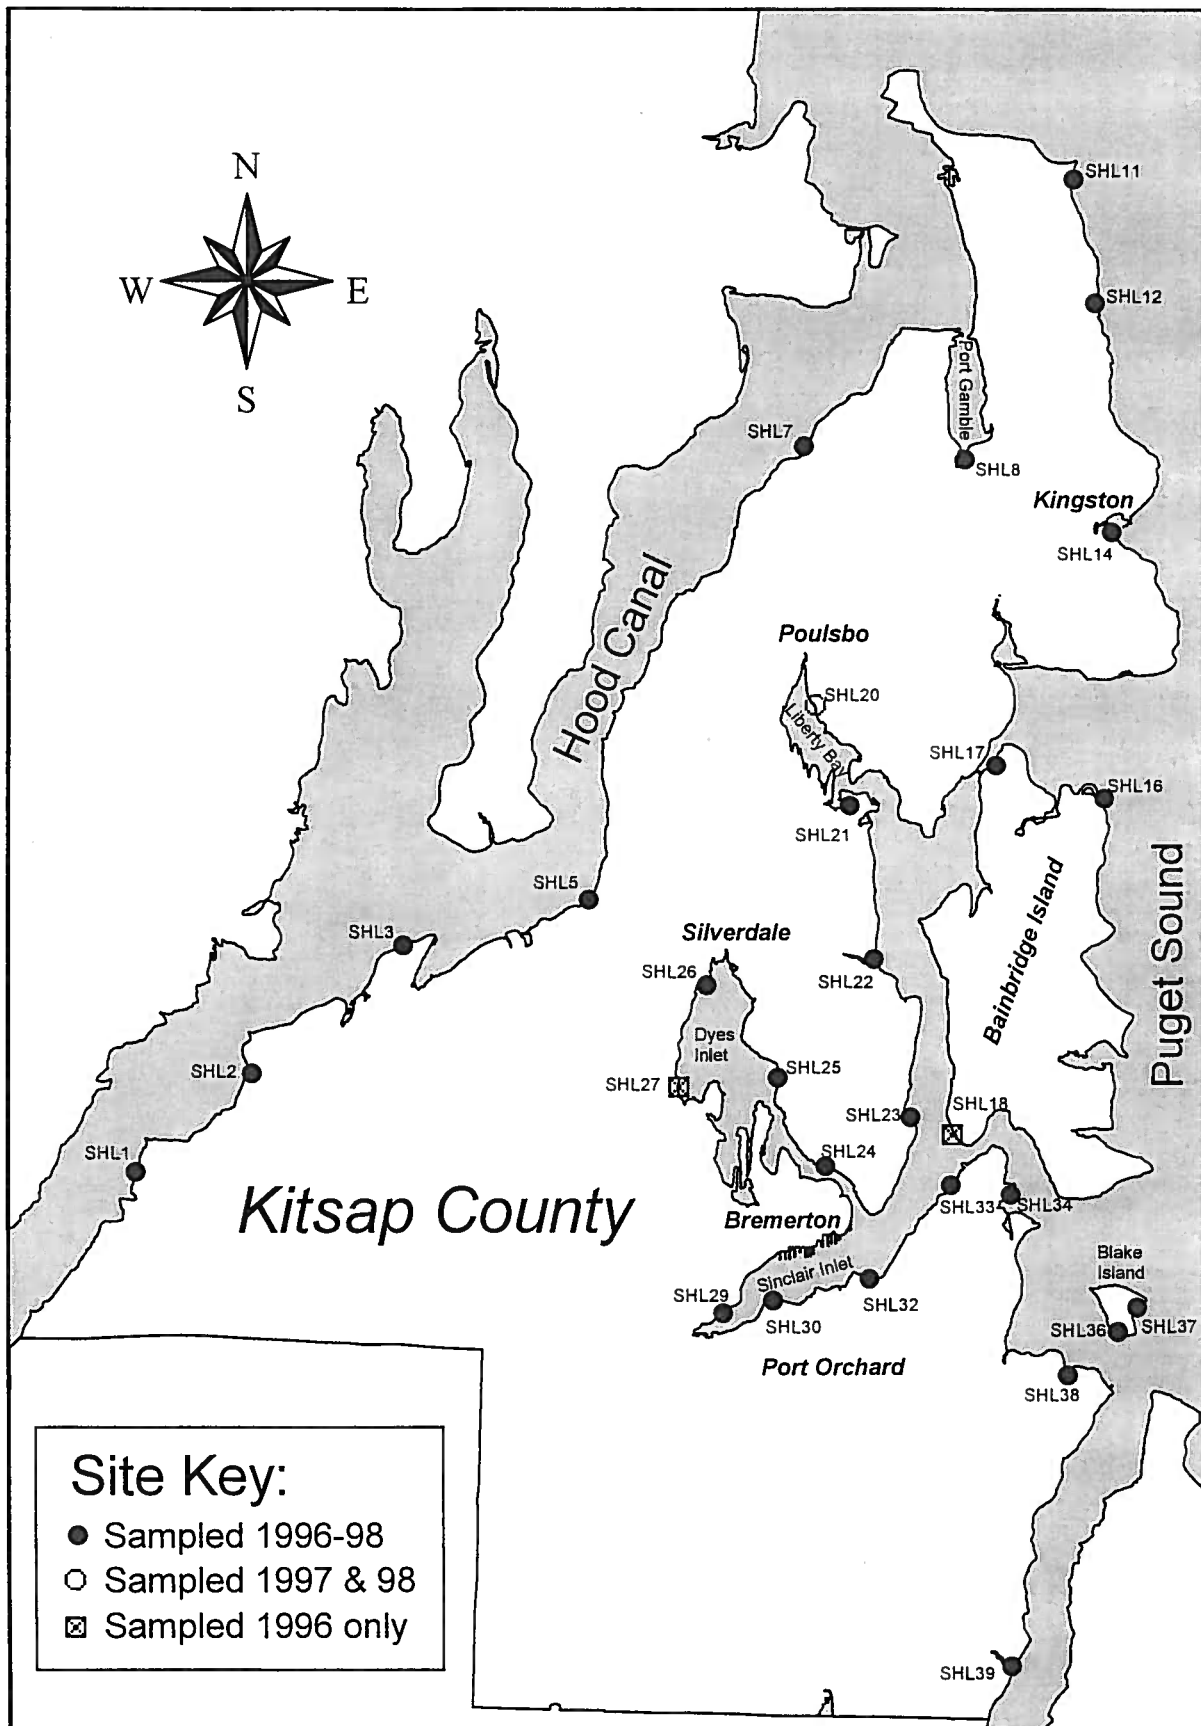 N
W
E
S
SHL11
SHL12
Port Gamble
SHL7
SHL8
Kingston
SHL14
Hood Canal
Poulsbo
SHL20
Liberty Bay
SHL17
SHL16
SHL21
SHL5
SHL3
Silverdale
SHL22
SHL26
Bainbridge Island
Puget Sound
Dyes
Inlet
SHL2
SHL25
SHL27
SHL18
SHL23
SHL1
SHL24
Kitsap County
SHL33
SHL34
Bremerton
Blake
Island
Sinclair Inlet
SHL29
SHL30
SHL32
SHL36
SHL37
Port Orchard
SHL38
Site Key:
Sampled 1996-98
Sampled 1997 & 98
Sampled 1996 only
SHL39